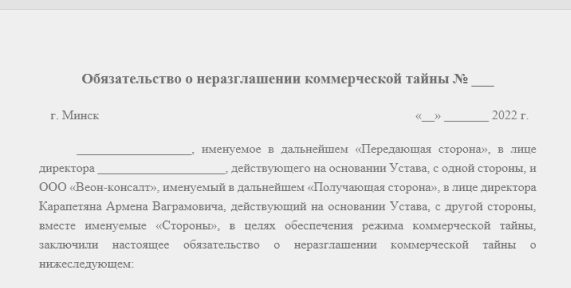 Обязательство о неразглашении коммерческой тайны № ___
г. Минск «__» _______ 2022 г.
___________________, именуемое в дальнейшем «Передающая сторона», в лице
директора _____________________, действующего на основании Устава, с одной стороны, и
ООО «Веон-консалт», именуемый в дальнейшем «Получающая сторона», в лице директора
Карапетяна Армена Ваграмовича, действующий на основании Устава, с другой стороны,
вместе именуемые «Стороны», в целях обеспечения режима коммерческой тайны,
заключили настоящее обязательство о неразглашении коммерческой тайны о
нижеследующем: